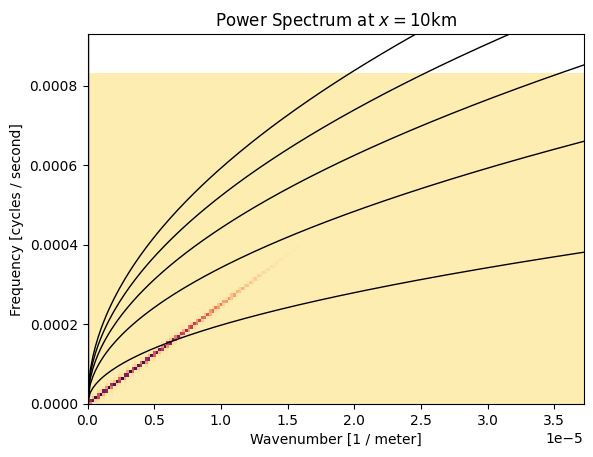 Power Spectrum at x = 10km
Frequency [cycles / second]
0.0008
0.0006
0.0004
0.0002
0.0000
0.0 0.5 1.0 1.5 2.0 2.5 3.0 3.5
1e−5
Wavenumber [1 / meter]